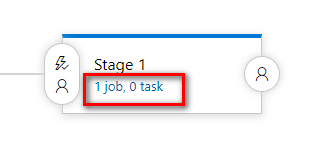 Stage 1
1 job, 0 task